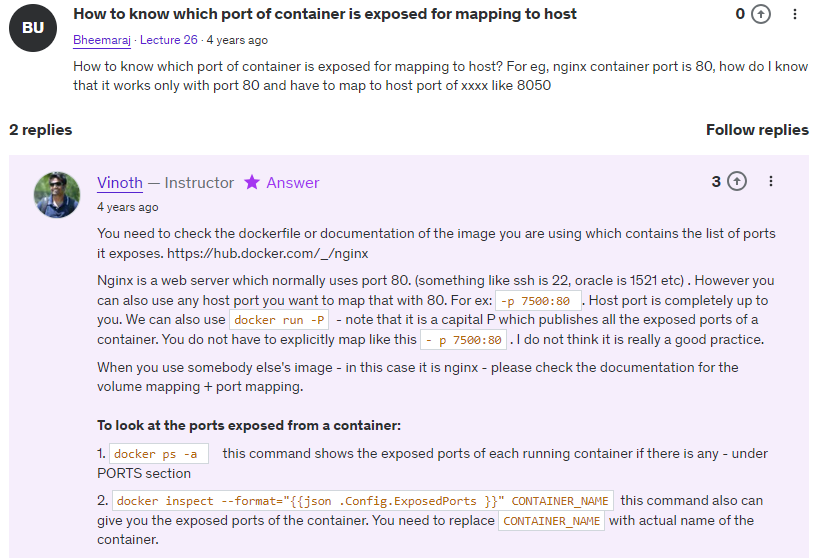 BU
How to know which port of container is exposed for mapping to host
0
Bheemaraj · Lecture 26 · 4 years ago
How to know which port of container is exposed for mapping to host? For eg, nginx container port is 80, how do I know
that it works only with port 80 and have to map to host port of xxxx like 8050
2 replies
Follow replies
Vinoth — Instructor ★ Answer
3
4 years ago
You need to check the dockerfile or documentation of the image you are using which contains the list of ports
it exposes. https://hub.docker.com/_/nginx
Nginx is a web server which normally uses port 80. (something like ssh is 22, oracle is 1521 etc) . However you
can also use any host port you want to map that with 80. For ex: -p 7500:80 . Host port is completely up to
you. We can also use docker run -P - note that it is a capital P which publishes all the exposed ports of a
container. You do not have to explicitly map like this - p 7500:80 . I do not think it is really a good practice.
When you use somebody else's image - in this case it is nginx - please check the documentation for the
volume mapping + port mapping.
To look at the ports exposed from a container:
1. docker ps -a this command shows the exposed ports of each running container if there is any - under
PORTS section
2. docker inspect --format="{{json .Config.ExposedPorts }}" CONTAINER_NAME this command also can
give you the exposed ports of the container. You need to replace CONTAINER_NAME with actual name of the
container.